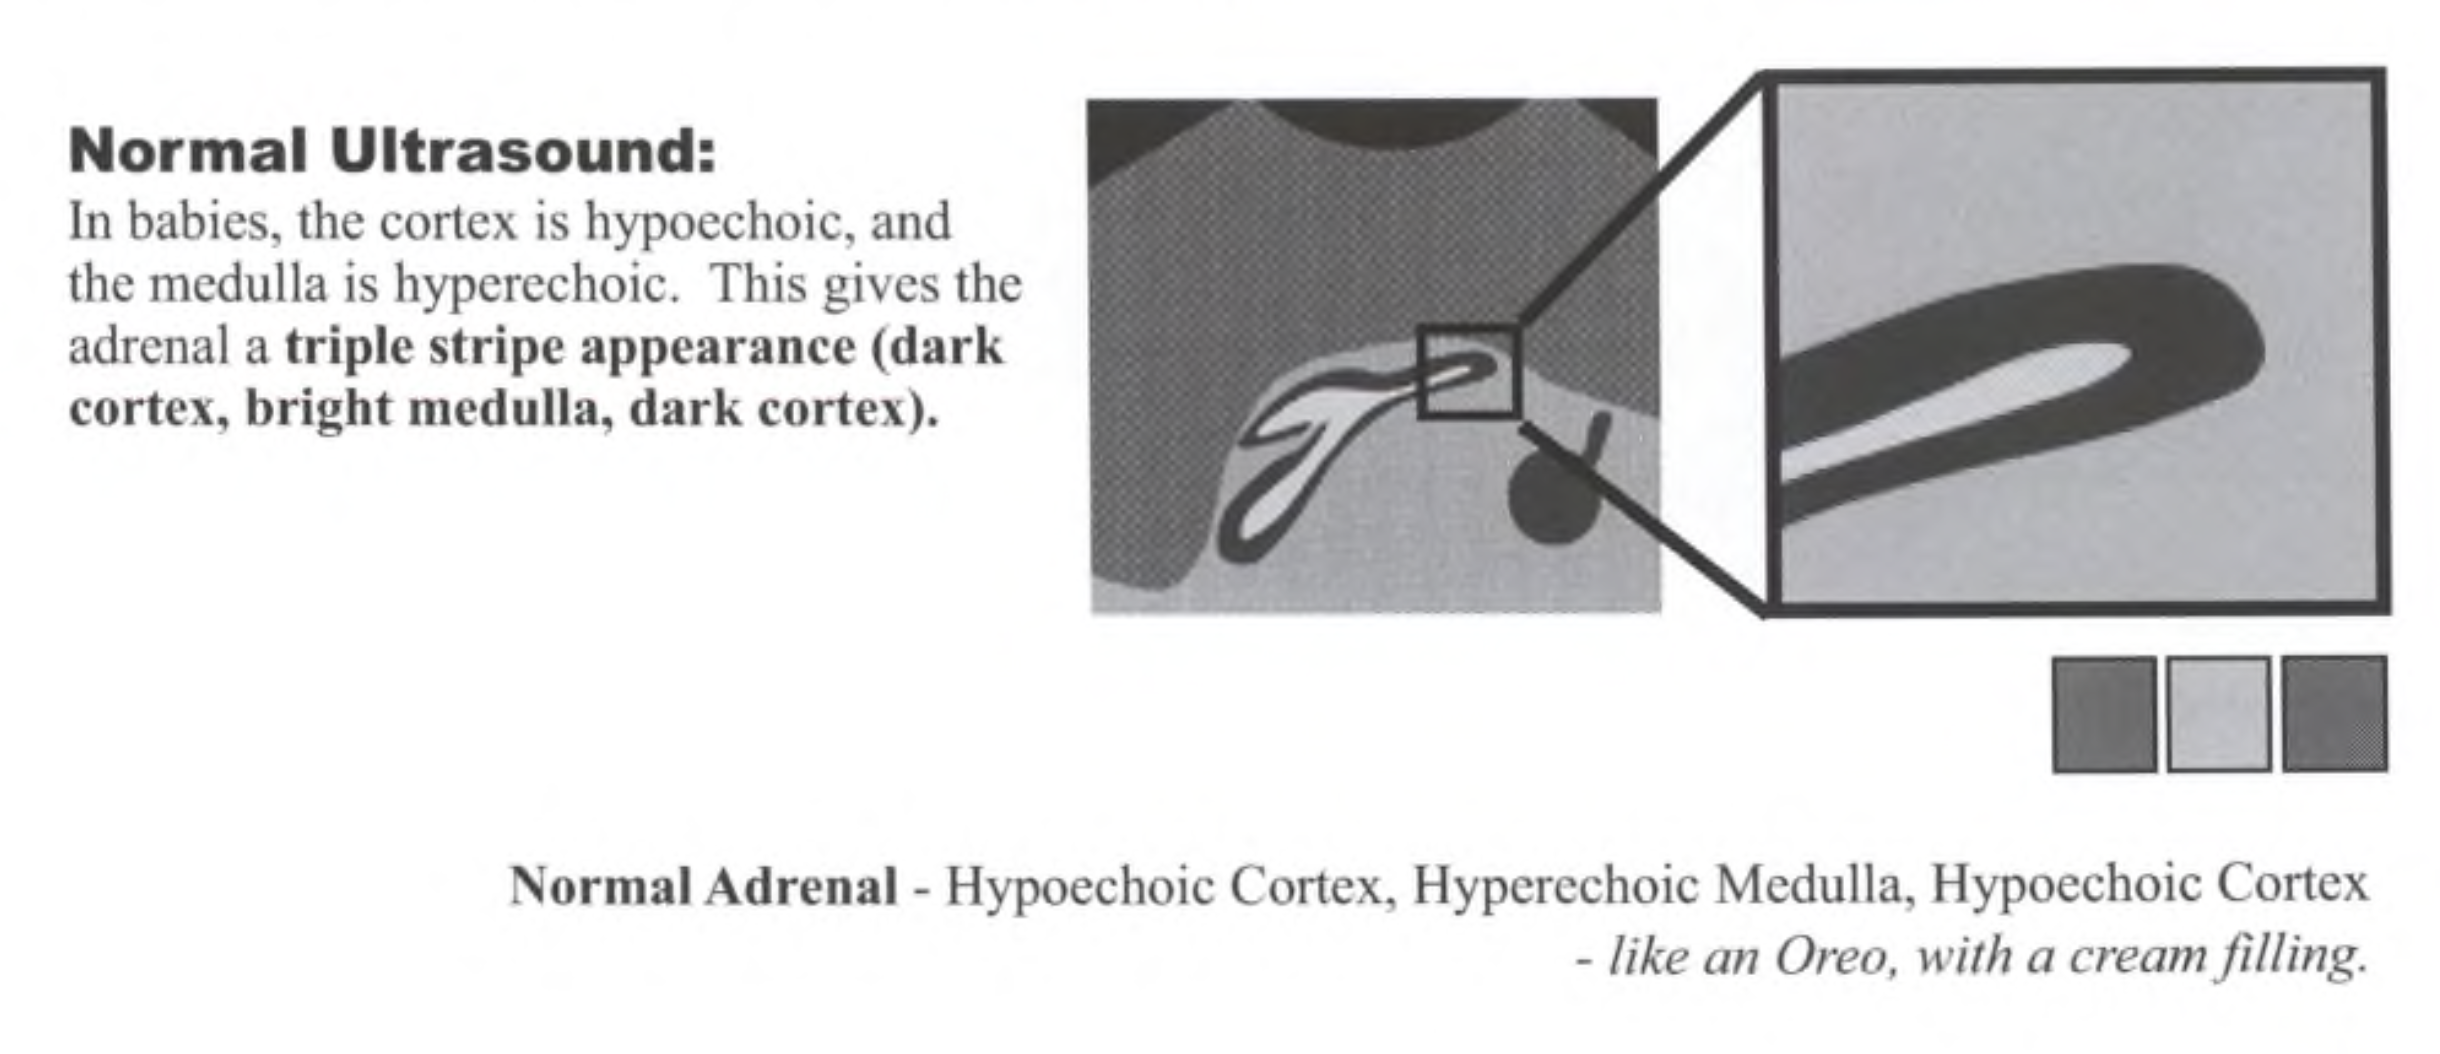 Normal Ultrasound:
In babies, the cortex is hypoechoic, and
the medulla is hyperechoic. This gives the
adrenal a triple stripe appearance (dark
cortex, bright medulla, dark cortex).
Normal Adrenal - Hypoechoic Cortex, Hyperechoic Medulla, Hypoechoic Cortex
- like an Oreo, with a cream filling.